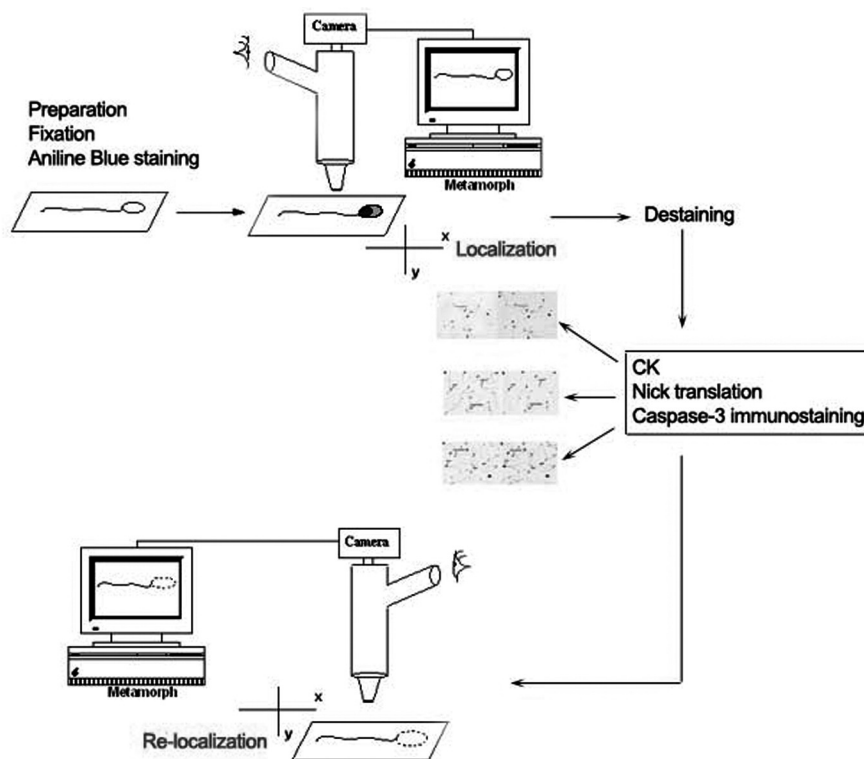 Camera
Preparation
Fixation
Aniline Blue staining
Metamorph
x
y
Localization
Destaining
CK
Nick translation
Caspase-3 immunostaining
Camera
Metamorph
x
y
Re-localization